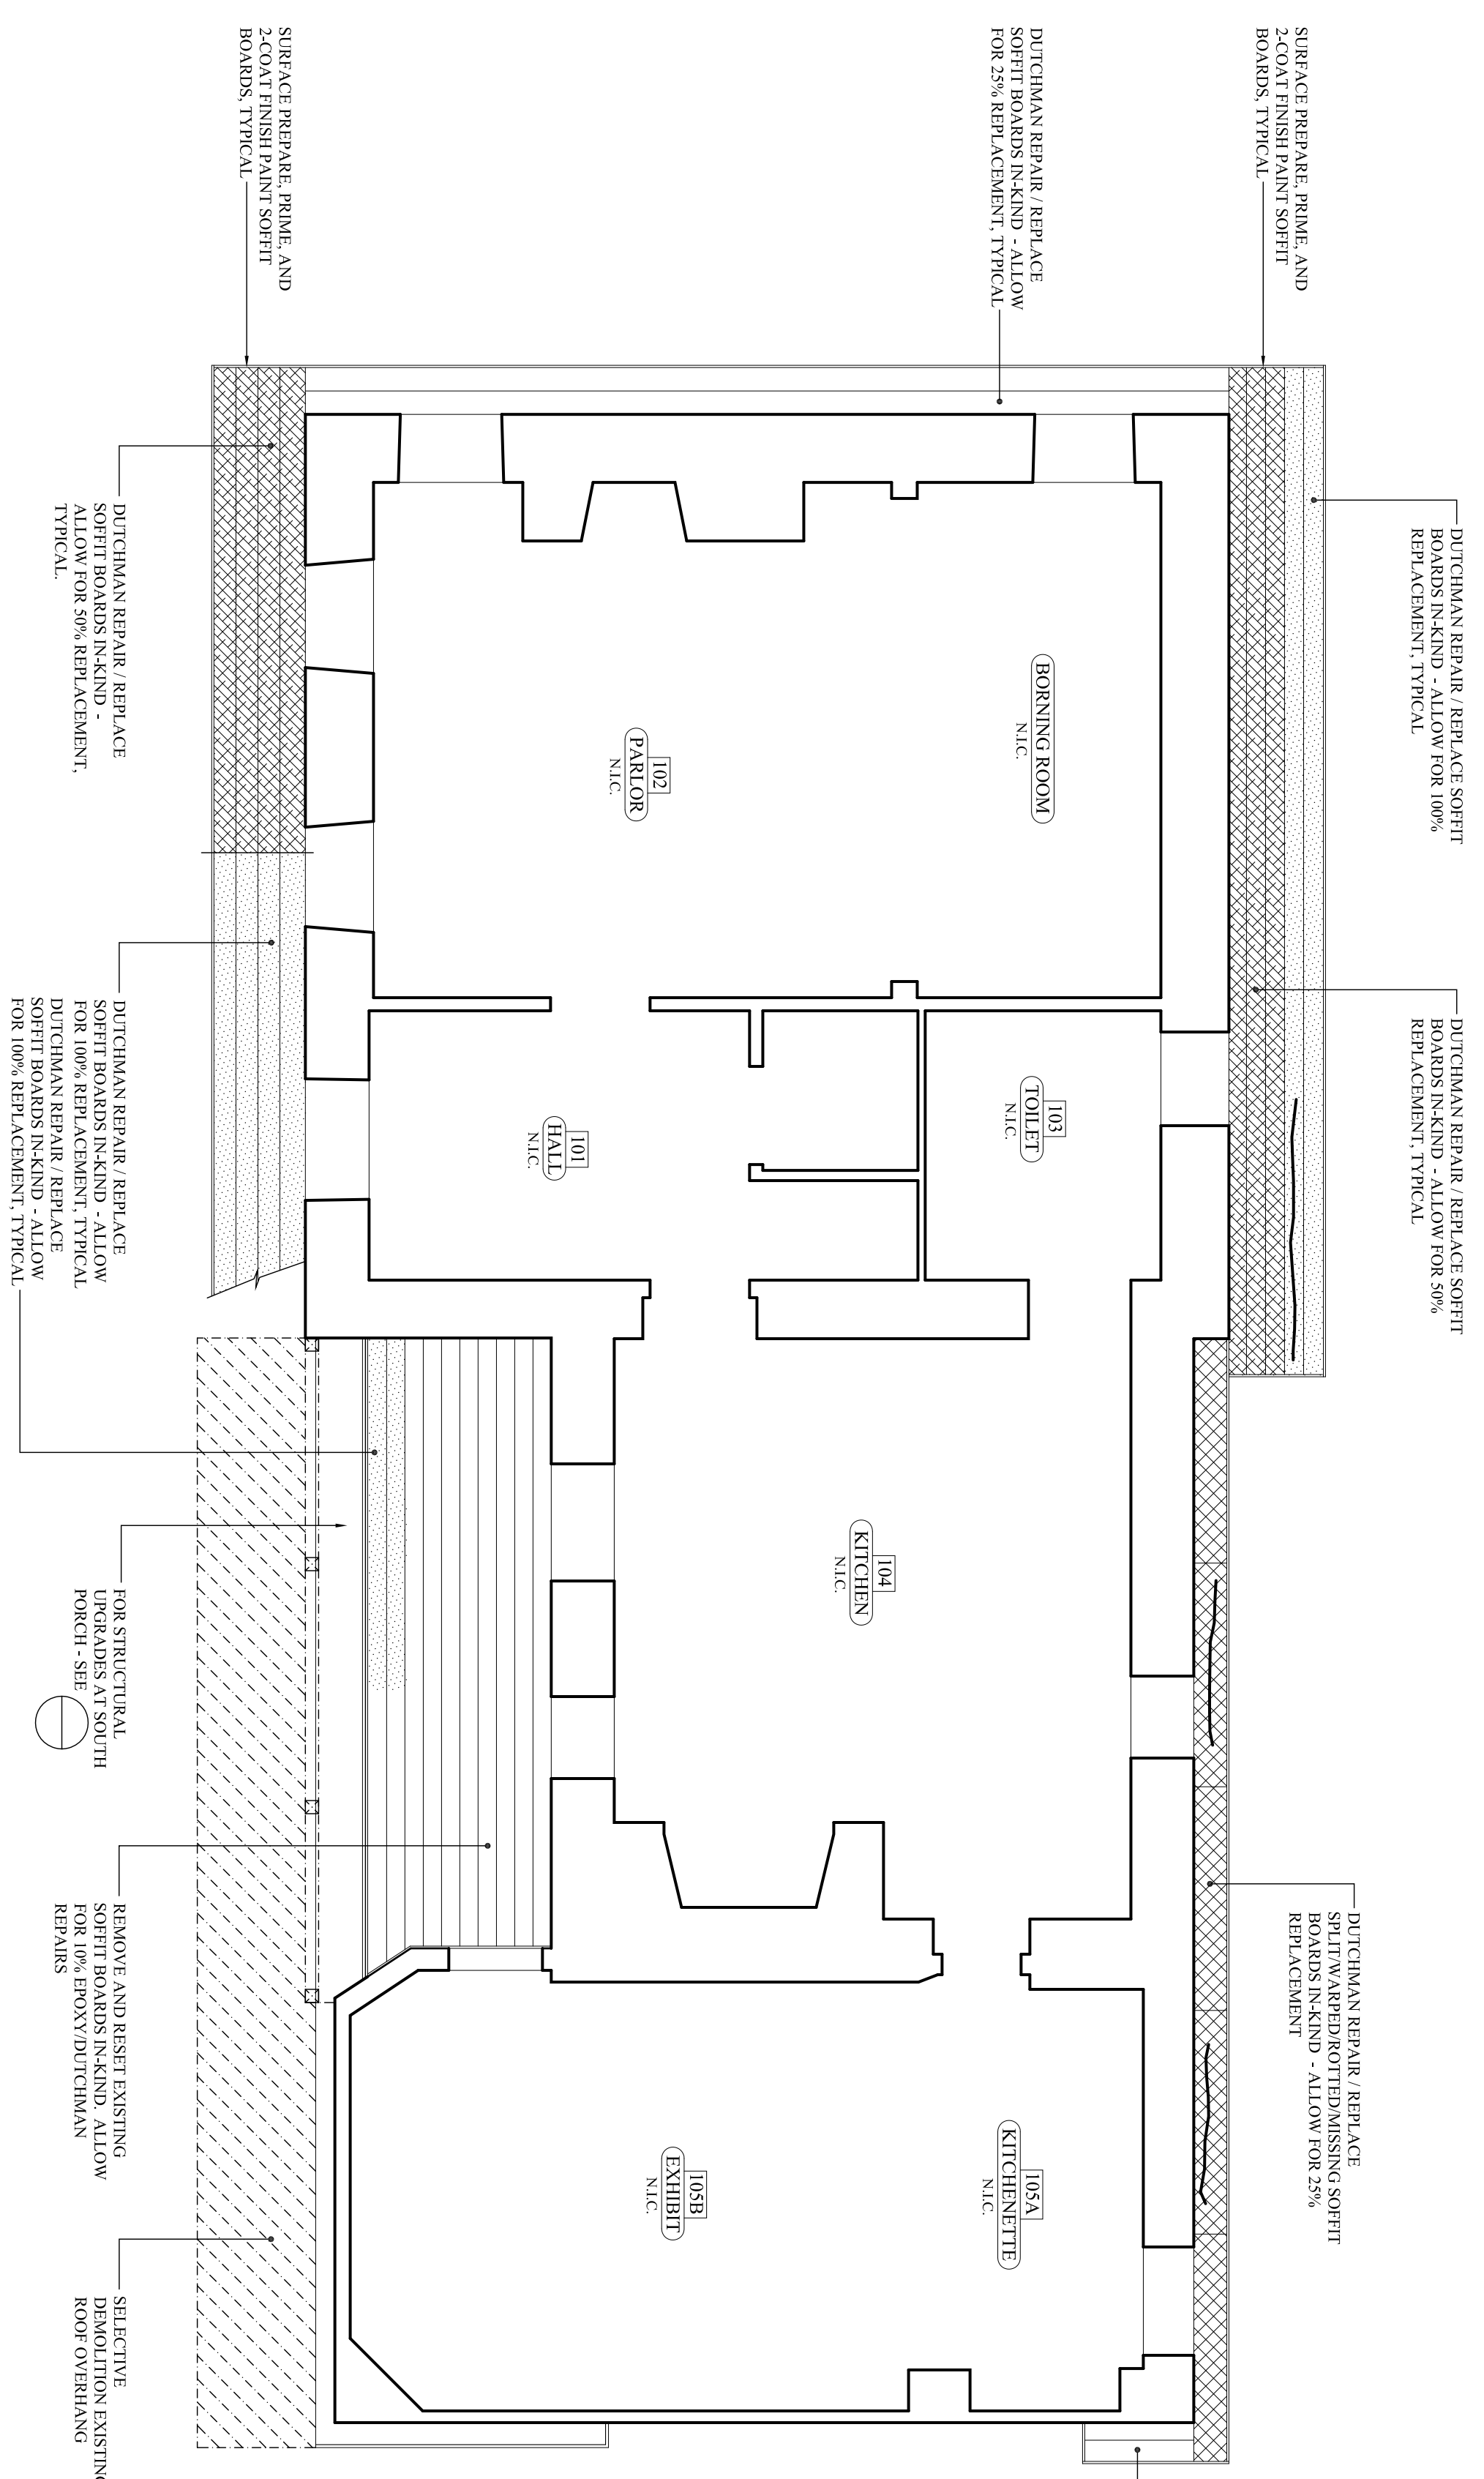 DUTCHMAN REPAIR / REPLACE SOFFIT
BOARDS IN-KIND - ALLOW FOR 100%
REPLACEMENT, TYPICAL
DUTCHMAN REPAIR / REPLACE SOFFIT
BOARDS IN-KIND - ALLOW FOR 50%
REPLACEMENT, TYPICAL
DUTCHMAN REPAIR / REPLACE
SPLIT/WARPED/ROTTED/MISSING SOFFIT
BOARDS IN-KIND - ALLOW FOR 25%
REPLACEMENT
SURFACE PREPARE, PRIME, AND
2-COAT FINISH PAINT SOFFIT
BOARDS, TYPICAL
DUTCHMAN REPAIR / REPLACE
SOFFIT BOARDS IN-KIND - ALLOW
FOR 25% REPLACEMENT, TYPICAL
BORNING ROOM
N.I.C.
103
TOILET
N.I.C.
105A
KITCHENETTE
N.I.C.
104
KITCHEN
N.I.C.
105B
EXHIBIT
N.I.C.
102
PARLOR
N.I.C.
101
HALL
N.I.C.
SURFACE PREPARE, PRIME, AND
2-COAT FINISH PAINT SOFFIT
BOARDS, TYPICAL
DUTCHMAN REPAIR / REPLACE
SOFFIT BOARDS IN-KIND -
ALLOW FOR 50% REPLACEMENT,
TYPICAL.
DUTCHMAN REPAIR / REPLACE
SOFFIT BOARDS IN-KIND - ALLOW
FOR 100% REPLACEMENT, TYPICAL
DUTCHMAN REPAIR / REPLACE
SOFFIT BOARDS IN-KIND - ALLOW
FOR 100% REPLACEMENT, TYPICAL
FOR STRUCTURAL
UPGRADES AT SOUTH
PORCH - SEE
REMOVE AND RESET EXISTING
SOFFIT BOARDS IN-KIND. ALLOW
FOR 10% EPOXY/DUTCHMAN
REPAIRS
SELECTIVE
DEMOLITION EXISTING
ROOF OVERHANG